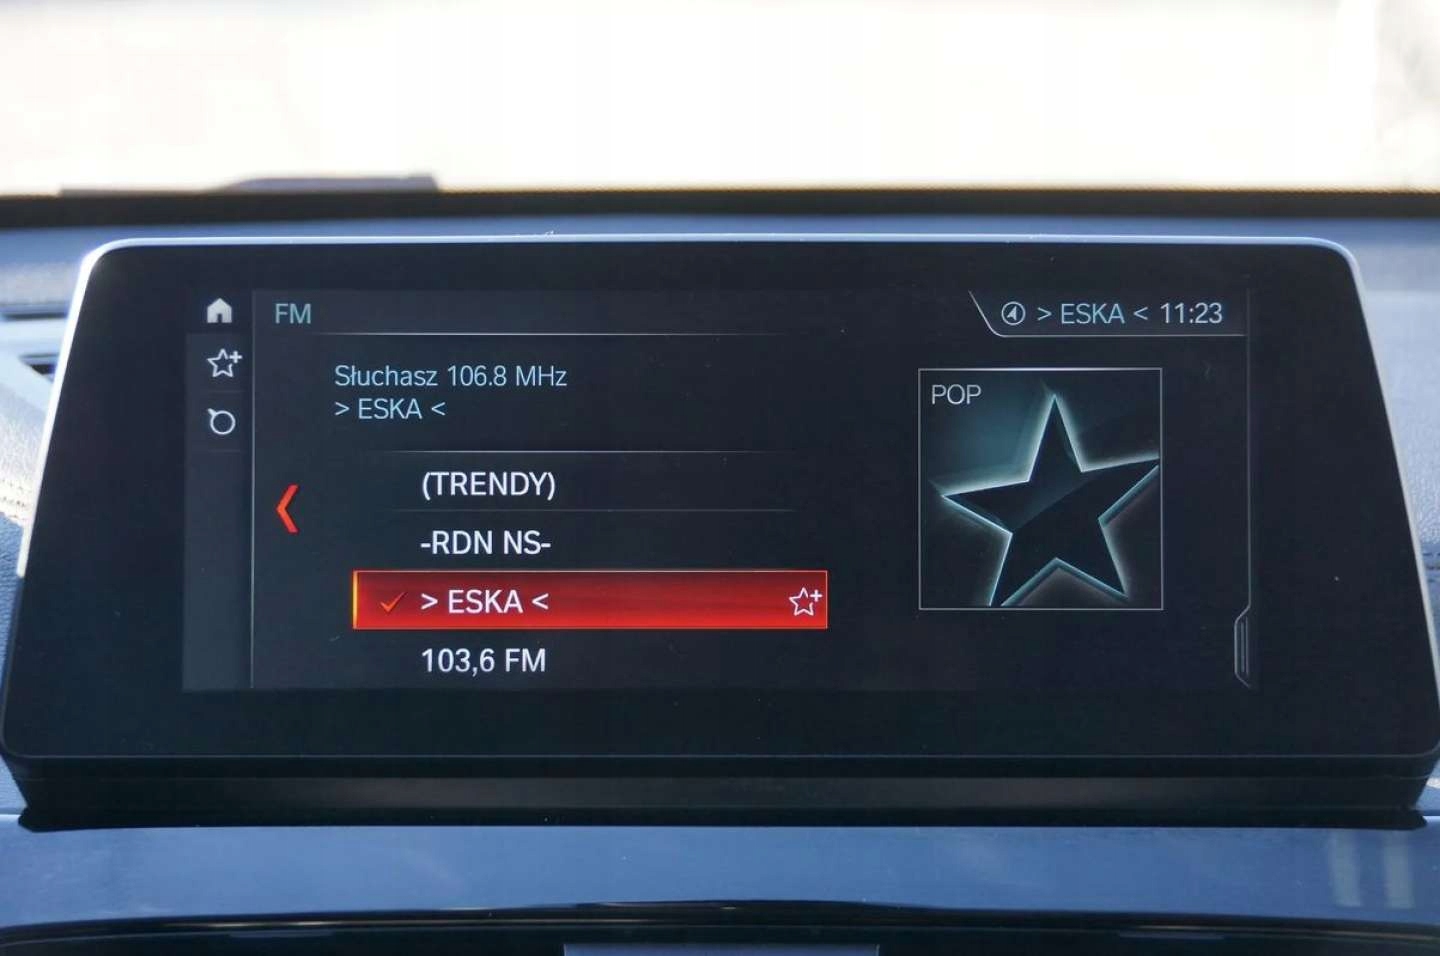 FM
> ESKA < 11:23
Słuchasz 106.8 MHz
> ESKA <
POP
(TRENDY)
-RDN NS-
> ESKA <
103,6 FM